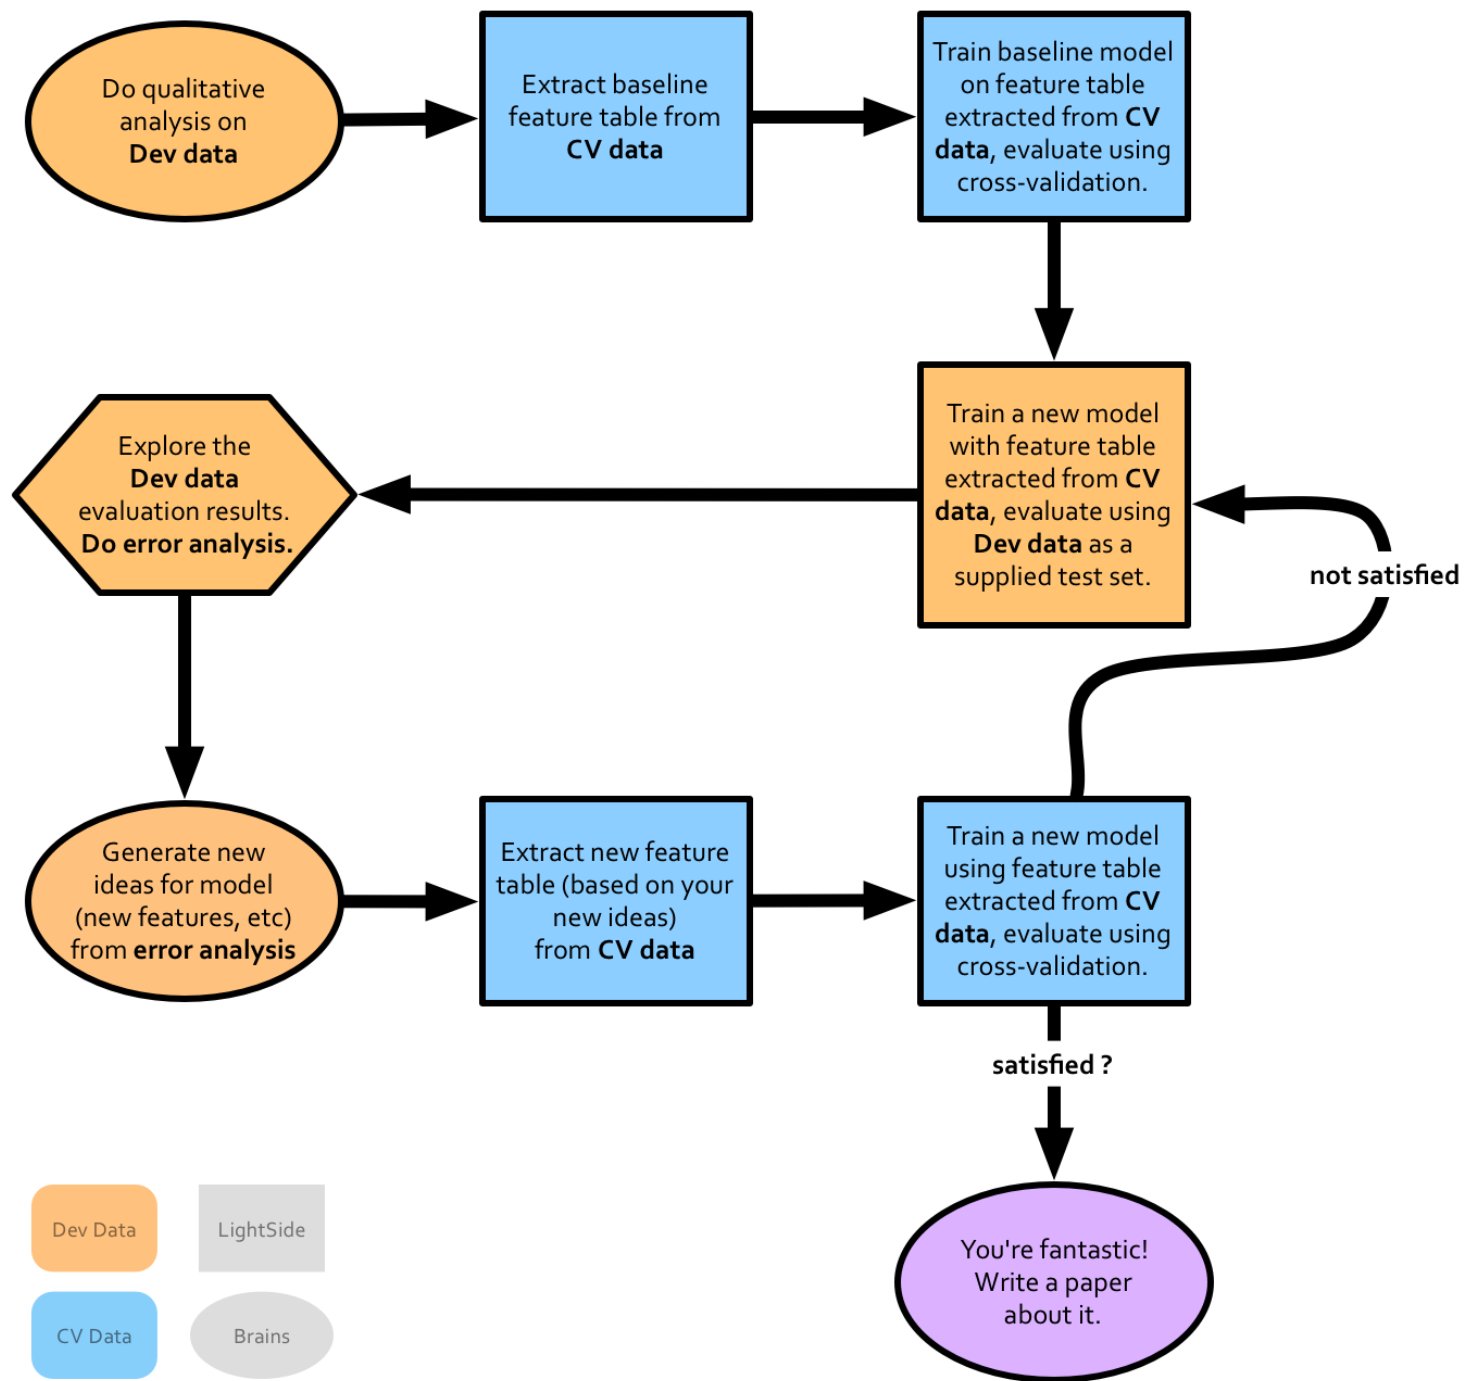 Do qualitative
analysis on
Dev data
Extract baseline
feature table from
CV data
Train baseline model
on feature table
extracted from CV
data, evaluate using
cross-validation.
Explore the
Dev data
evaluation results.
Do error analysis.
Train a new model
with feature table
extracted from CV
data, evaluate using
Dev data as a
supplied test set.
not satisfied
Generate new
ideas for model
(new features, etc)
from error analysis
Extract new feature
table (based on your
new ideas)
from CV data
Train a new model
using feature table
extracted from CV
data, evaluate using
cross-validation.
satisfied ?
You're fantastic!
Write a paper
about it.
Dev Data
LightSide
CV Data
Brains